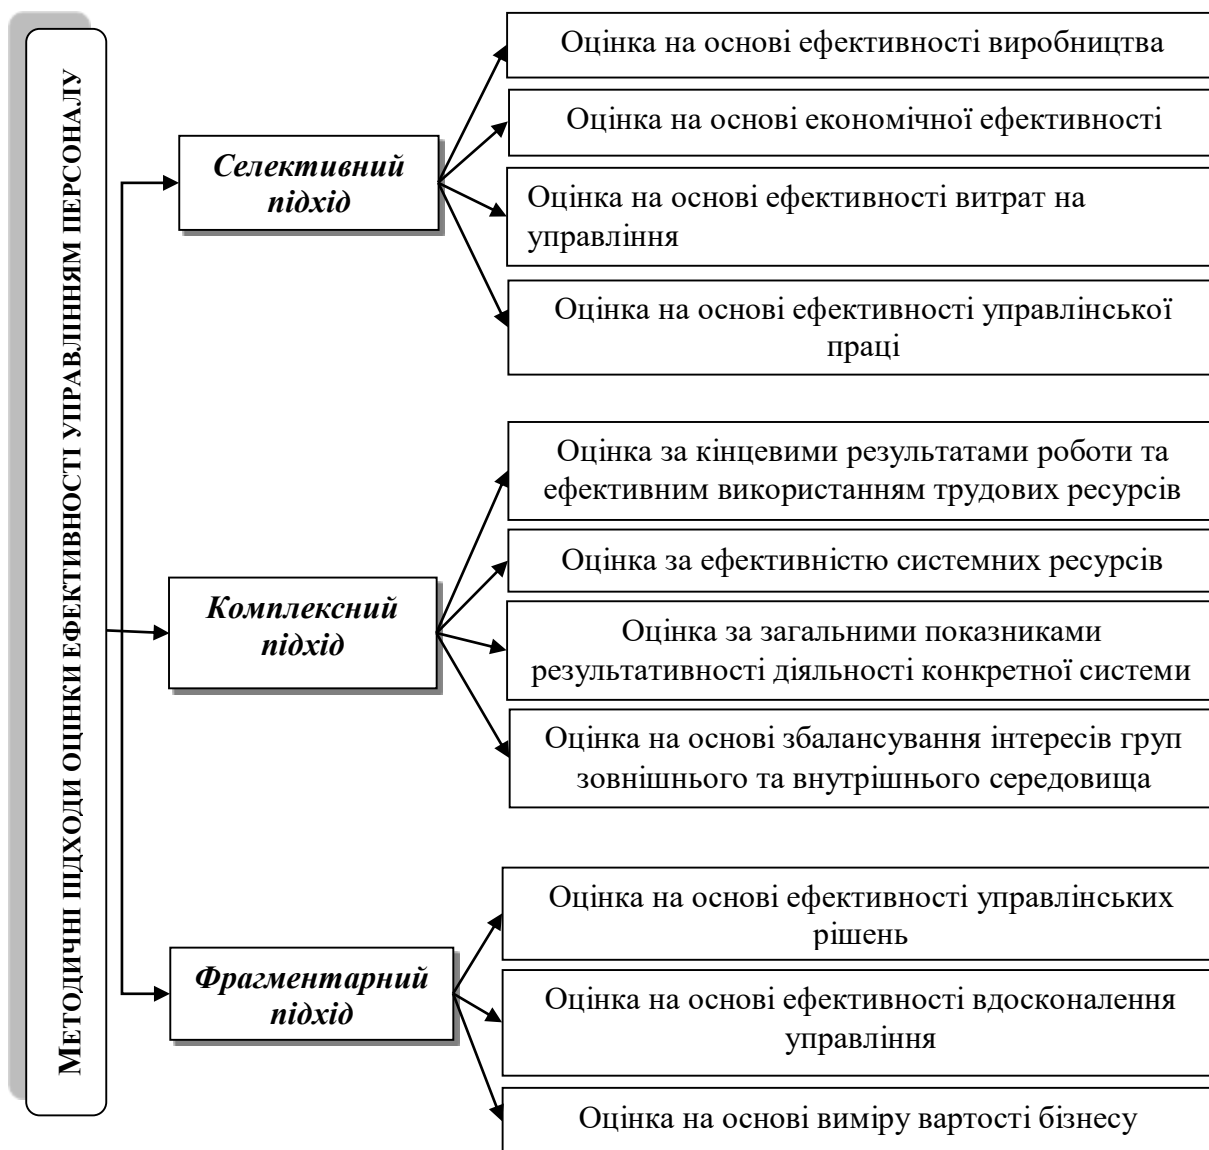 МЕТОДИЧНІ ПІДХОДИ ОЦІНКИ ЕФЕКТИВНОСТІ УПРАВЛІННЯМ ПЕРСОНАЛУ
Селективний
підхід
Оцінка на основі ефективності виробництва
Оцінка на основі економічної ефективності
Оцінка на основі ефективності витрат на
управління
Оцінка на основі ефективності управлінської
праці
Комплексний
підхід
Оцінка за кінцевими результатами роботи та
ефективним використанням трудових ресурсів
Оцінка за ефективністю системних ресурсів
Оцінка за загальними показниками
результативності діяльності конкретної системи
Оцінка на основі збалансування інтересів груп
зовнішнього та внутрішнього середовища
Фрагментарний
підхід
Оцінка на основі ефективності управлінських
рішень
Оцінка на основі ефективності вдосконалення
управління
Оцінка на основі виміру вартості бізнесу